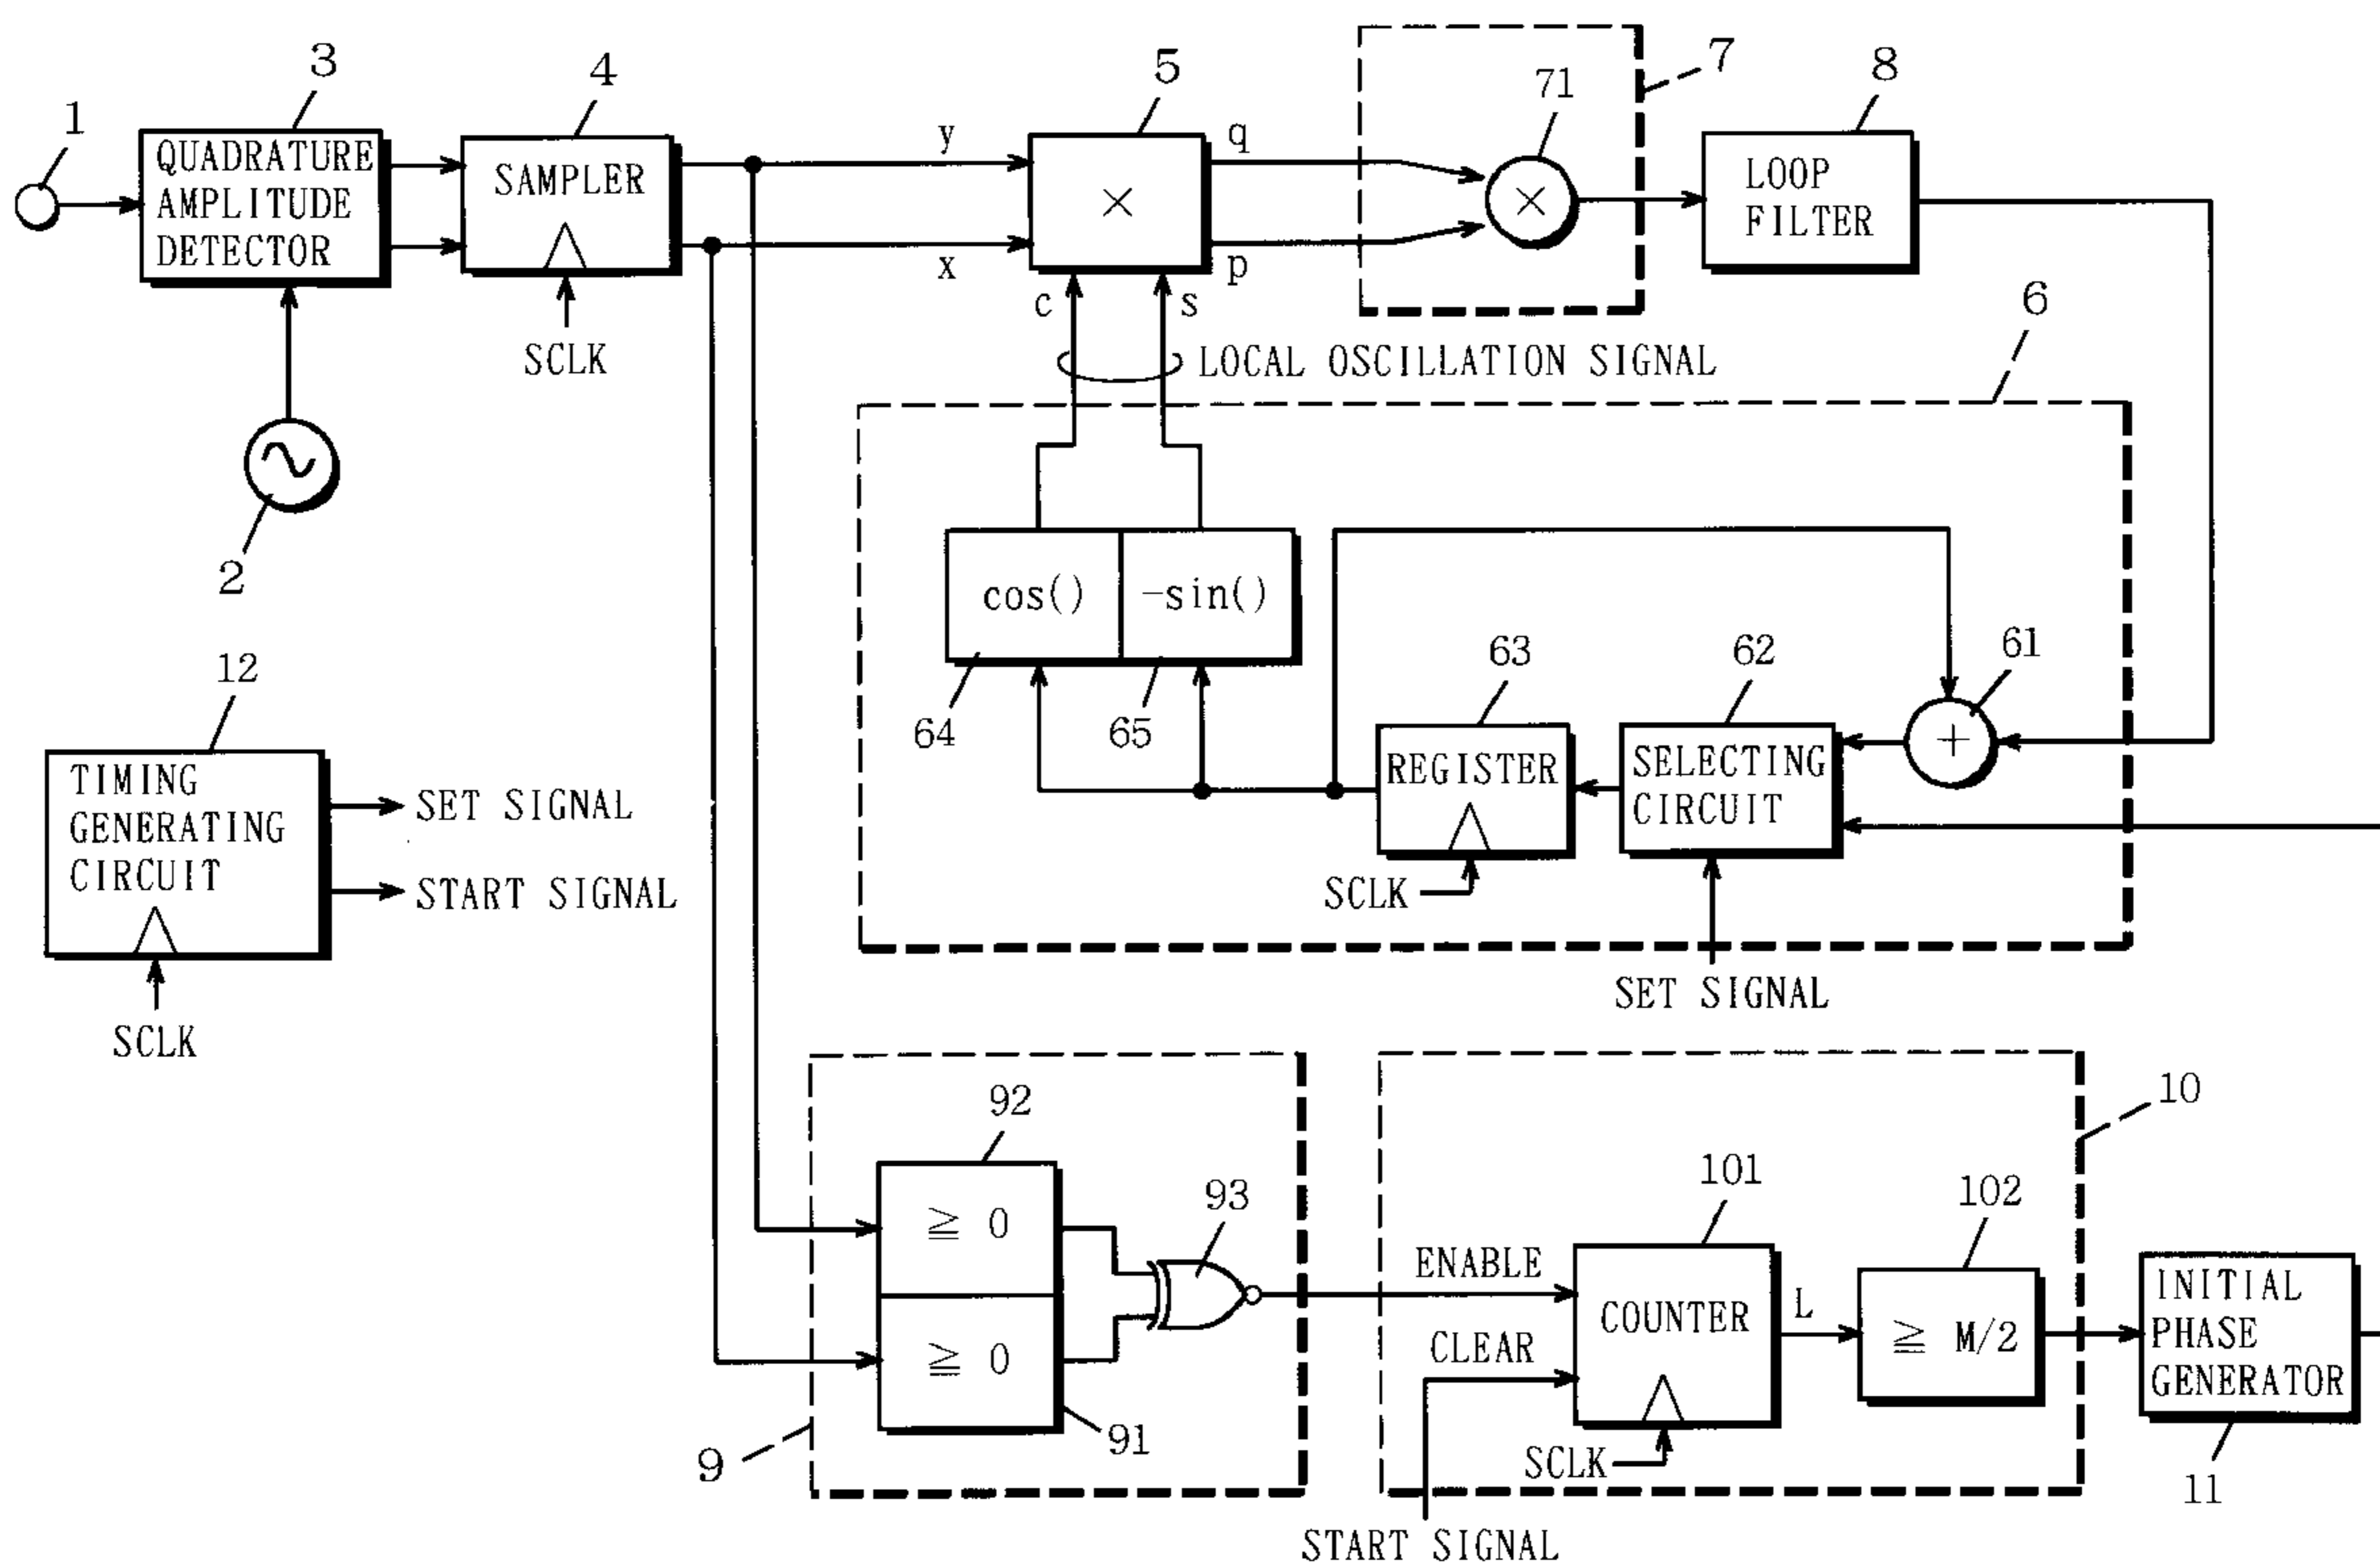 1
3
QUADRATURE
AMPLITUDE
DETECTOR
4
SAMPLER
SCLK
2
y
x
5
×
q
p
c
s
LOCAL OSCILLATION SIGNAL
7
71
×
8
LOOP
FILTER
6
cos()
-sin()
64
65
63
REGISTER
SCLK
62
SELECTING
CIRCUIT
61
+
SET SIGNAL
12
TIMING
GENERATING
CIRCUIT
SET SIGNAL
START SIGNAL
SCLK
9
92
≧ 0
≧ 0
91
93
10
ENABLE
CLEAR
101
COUNTER
SCLK
L
102
≧ M/2
START SIGNAL
INITIAL
PHASE
GENERATOR
11